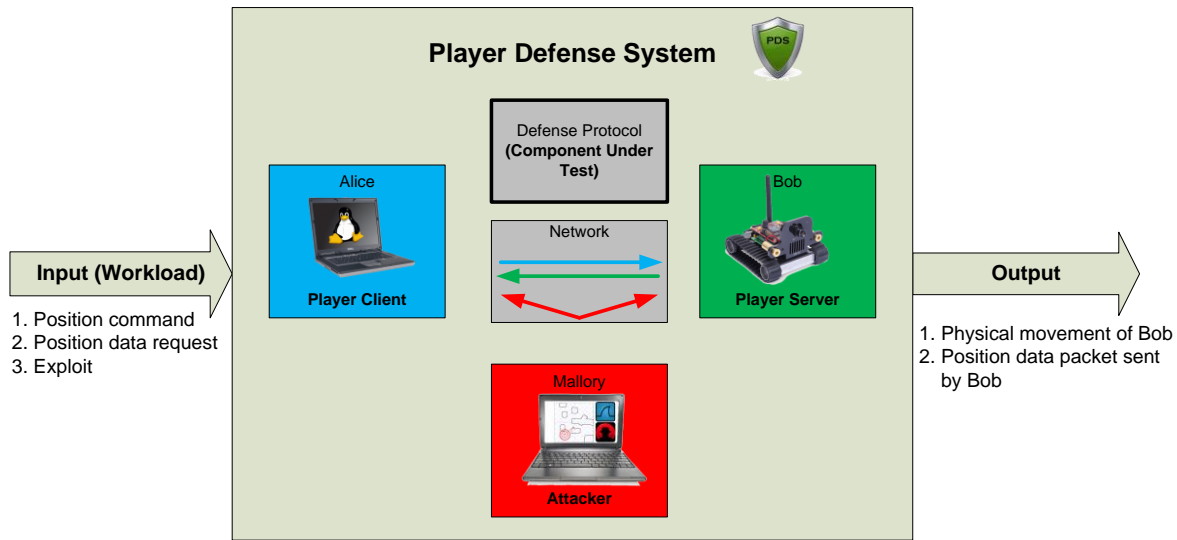 Player Defense System
PDS
Defense Protocol
(Component Under
Test)
Alice
Player Client
Network
Bob
Player Server
Mallory
Attacker
Input (Workload)
1. Position command
2. Position data request
3. Exploit
Output
1. Physical movement of Bob
2. Position data packet sent
by Bob